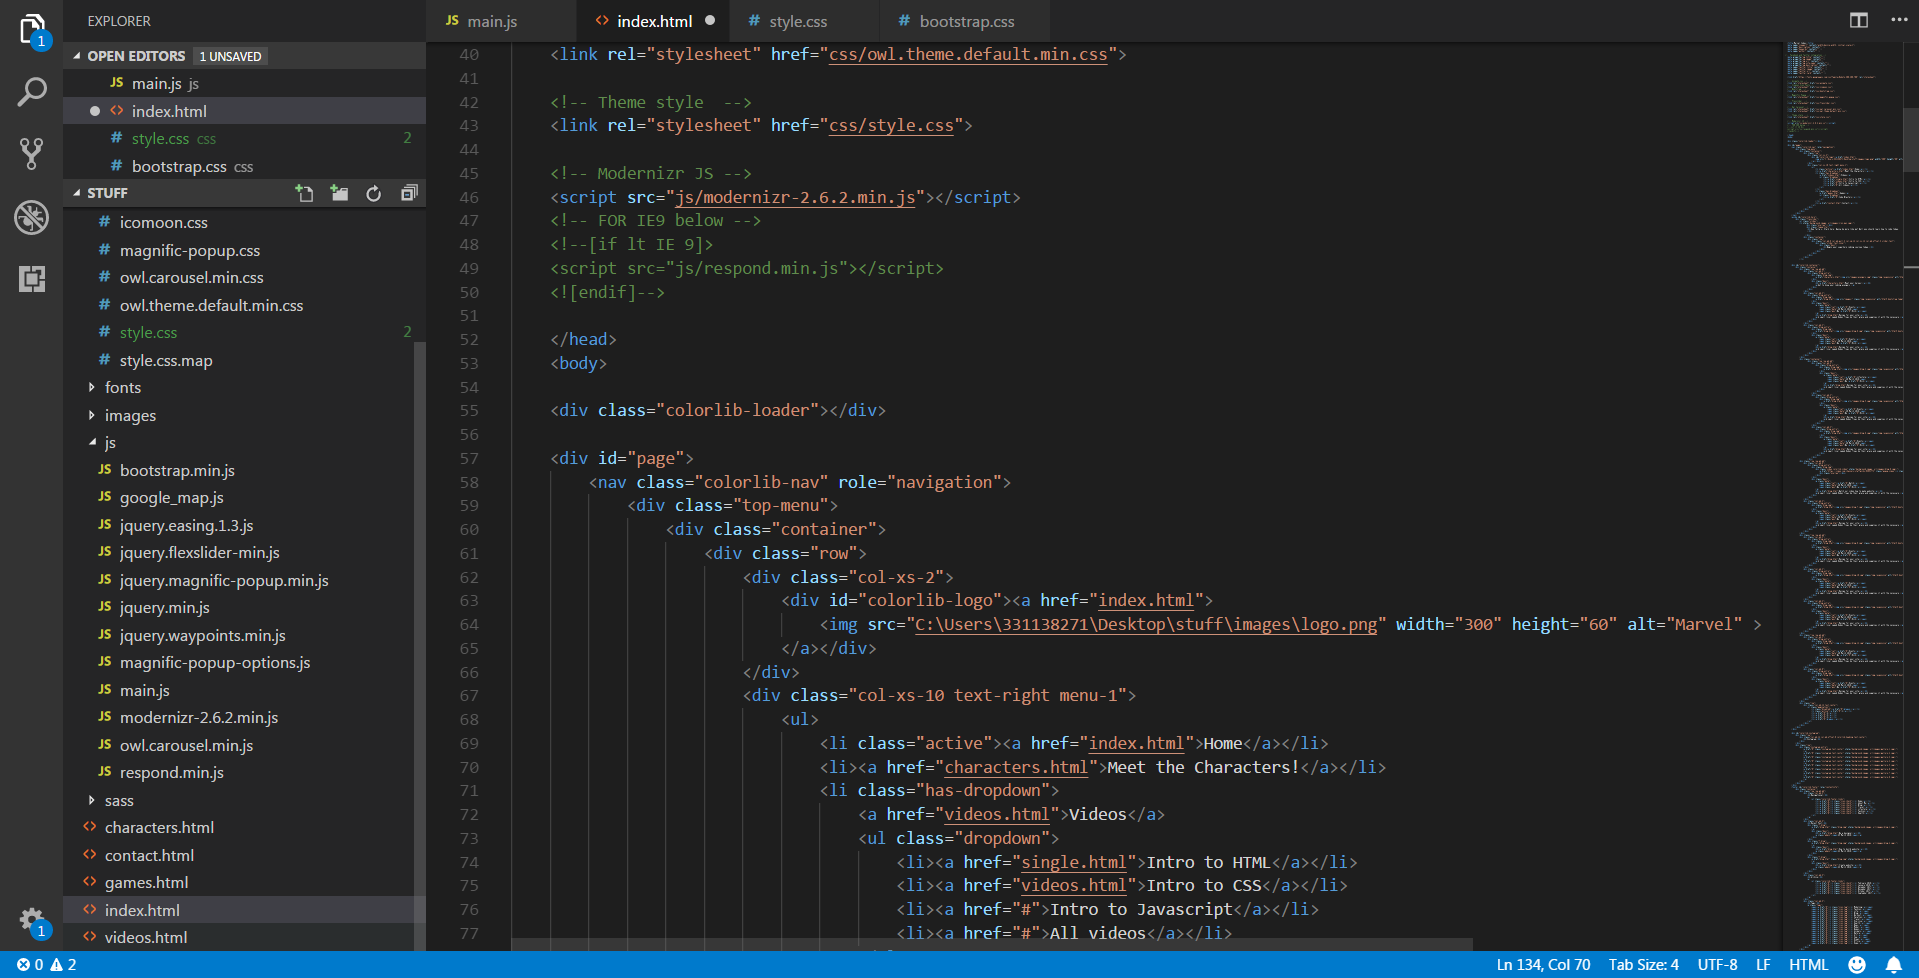 EXPLORER
OPEN EDITORS 1 UNSAVED
JS main.js js
<> index.html
# style.css css 2
# bootstrap.css css
STUFF
# icomoon.css
# magnific-popup.css
# owl.carousel.min.css
# owl.theme.default.min.css
# style.css 2
# style.css.map
fonts
images
js
JS bootstrap.min.js
JS google_map.js
JS jquery.easing.1.3.js
JS jquery.flexslider-min.js
JS jquery.magnific-popup.min.js
JS jquery.min.js
JS jquery.waypoints.min.js
JS magnific-popup-options.js
JS main.js
JS modernizr-2.6.2.min.js
JS owl.carousel.min.js
JS respond.min.js
sass
<> characters.html
<> contact.html
<> games.html
<> index.html
<> videos.html
1
1
JS main.js <> index.html # style.css # bootstrap.css
40 <link rel="stylesheet" href="css/owl.theme.default.min.css">
41
42 <!-- Theme style  -->
43 <link rel="stylesheet" href="css/style.css">
44
45 <!-- Modernizr JS -->
46 <script src="js/modernizr-2.6.2.min.js"></script>
47 <!-- FOR IE9 below -->
48 <!--[if lt IE 9]>
49 <script src="js/respond.min.js"></script>
50 <![endif]-->
51
52 </head>
53 <body>
54
55 <div class="colorlib-loader"></div>
56
57 <div id="page">
58 <nav class="colorlib-nav" role="navigation">
59 <div class="top-menu">
60 <div class="container">
61 <div class="row">
62 <div class="col-xs-2">
63 <div id="colorlib-logo"><a href="index.html">
64 <img src="C:\Users\331138271\Desktop\stuff\images\logo.png" width="300" height="60" alt="Marvel" >
65 </a></div>
66 </div>
67 <div class="col-xs-10 text-right menu-1">
68 <ul>
69 <li class="active"><a href="index.html">Home</a></li>
70 <li><a href="characters.html">Meet the Characters!</a></li>
71 <li class="has-dropdown">
72 <a href="videos.html">Videos</a>
73 <ul class="dropdown">
74 <li><a href="single.html">Intro to HTML</a></li>
75 <li><a href="videos.html">Intro to CSS</a></li>
76 <li><a href="#">Intro to Javascript</a></li>
77 <li><a href="#">All videos</a></li>
0 2
Ln 134, Col 70 Tab Size: 4 UTF-8 LF HTML